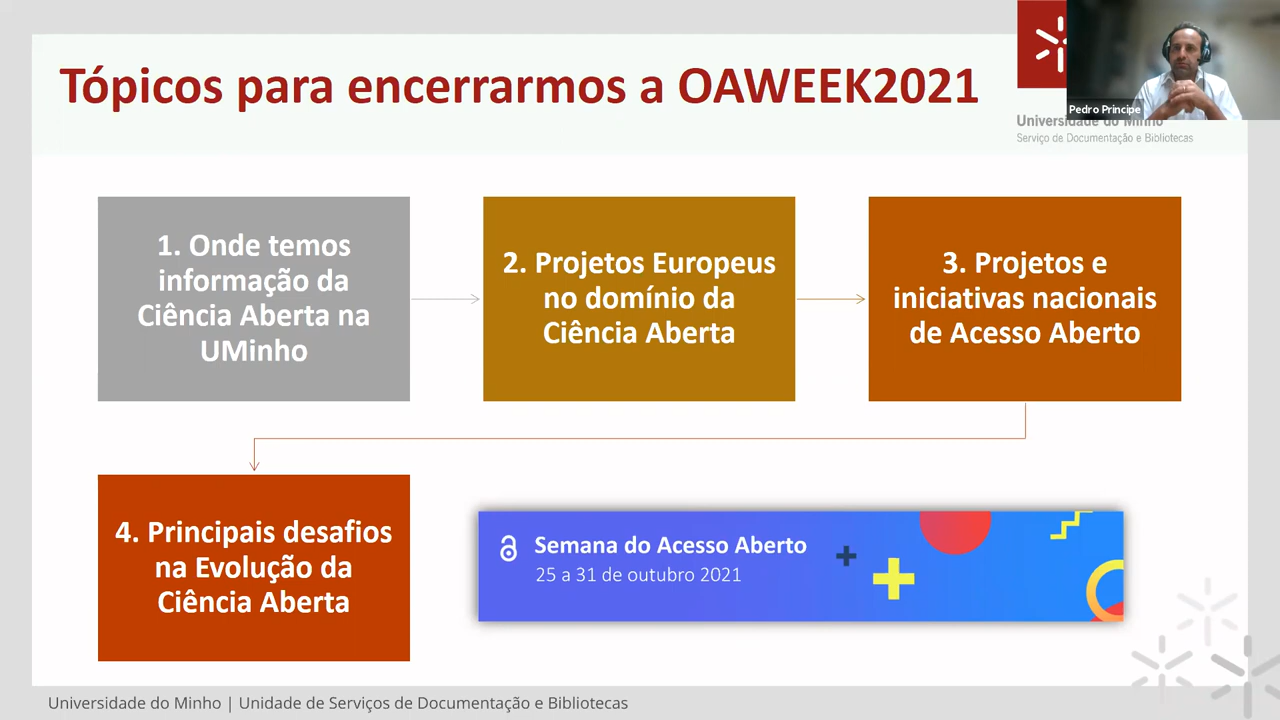 Tópicos para encerrarmos a OAWEEK2021
Pedro Principe
Universidade do Minho
Serviço de Documentação e Bibliotecas
1. Onde temos
informação da
Ciência Aberta na
UMinho
2. Projetos Europeus
no domínio da
Ciência Aberta
3. Projetos e
iniciativas nacionais
de Acesso Aberto
4. Principais desafios
na Evolução da
Ciência Aberta
Semana do Acesso Aberto
25 a 31 de outubro 2021
Universidade do Minho | Unidade de Serviços de Documentação e Bibliotecas